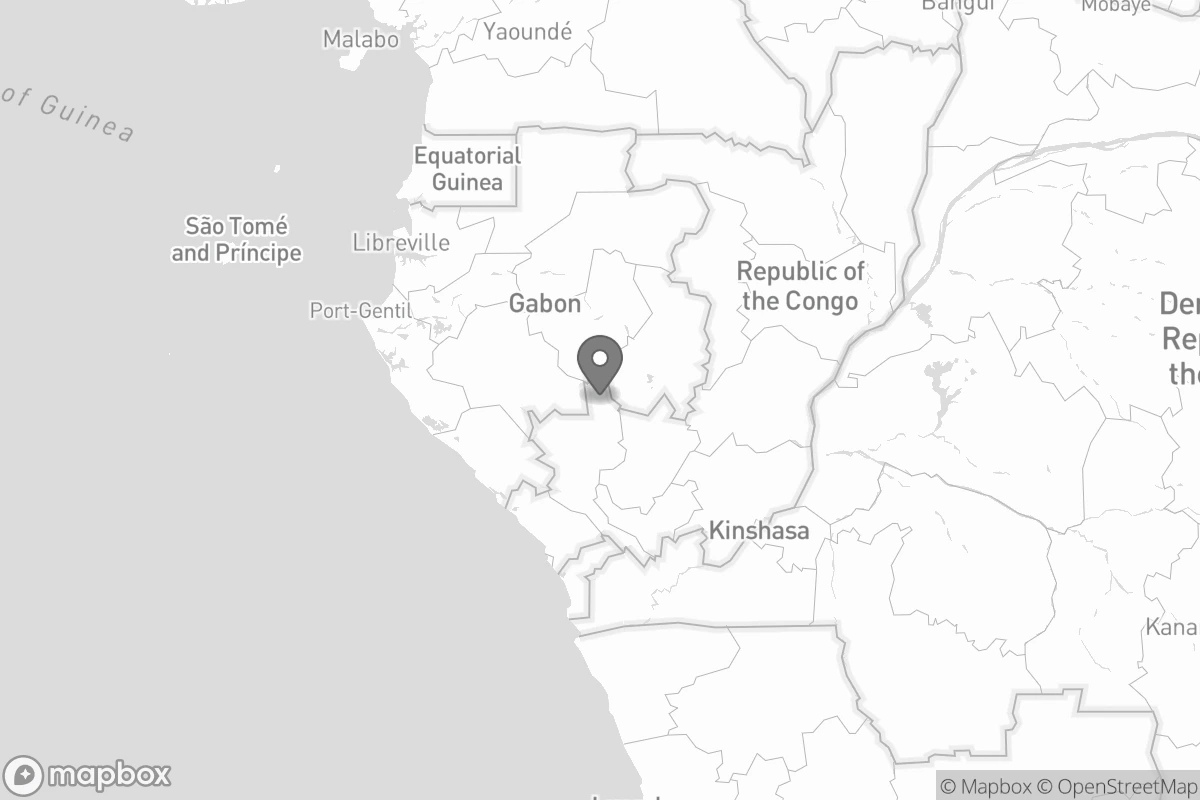 Bangui
Mobaye
Malabo
Yaoundé
of Guinea
Equatorial
Guinea
São Tomé
and Príncipe
Libreville
Republic of
the Congo
Port-Gentil
Gabon
Der
Rep
the
Kinshasa
Kana
mapbox
© Mapbox © OpenStreetMap